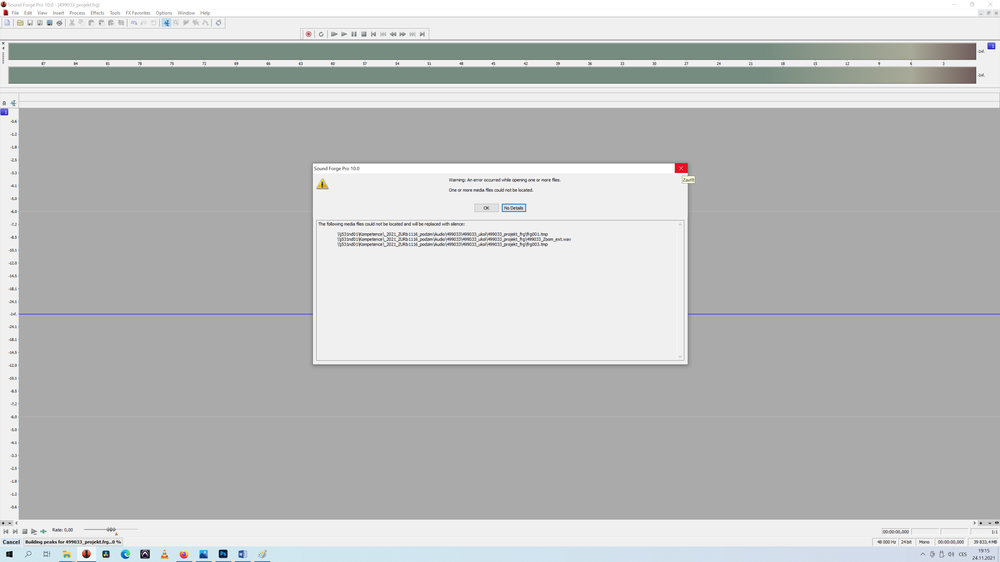 Sound Forge Pro 10.0 - [499033_projekt.frg]
File Edit View Insert Process Effects Tools FX Favorites Options Window Help
-Inf. 1
87 84 81 78 75 72 69 66 63 60 57 54 51 48 45 42 39 36 33 30 27 24 21 18 15 12 9 6 3
-Inf.
1
-0,6
-1,2
-1,8
-2,5
-3,3
-4,1
-5,0
-6,0
-7,2
-8,5
-10,1
-12,0
-14,5
-18,1
-24,1
-Inf.
-24,1
-18,1
-14,5
-12,0
-10,1
-8,5
-7,2
-6,0
-5,0
-4,1
-3,3
-2,5
-1,8
-1,2
-0,6
Sound Forge Pro 10.0
Zavřít
Warning: An error occurred while opening one or more files.
One or more media files could not be located.
OK No Details
The following media files could not be located and will be replaced with silence:
\\j531nd01\Kompetence\_2021_ZURb1116_podzim\Audio\499033\499033_ukol\499033_projekt_frg\frg001.tmp
\\j531nd01\Kompetence\_2021_ZURb1116_podzim\Audio\499033\499033_ukol\499033_projekt_frg\499033_Zoom_ext.wav
\\j531nd01\Kompetence\_2021_ZURb1116_podzim\Audio\499033\499033_ukol\499033_projekt_frg\frg003.tmp
Rate: 0,00
00:00:00,000 1:1
Cancel Building peaks for 499033_projekt.frg...0 %
48 000 Hz 24 bit Mono 00:00:00,000 39 833,4 MB
Ps
W
CES
19:15
24.11.2021